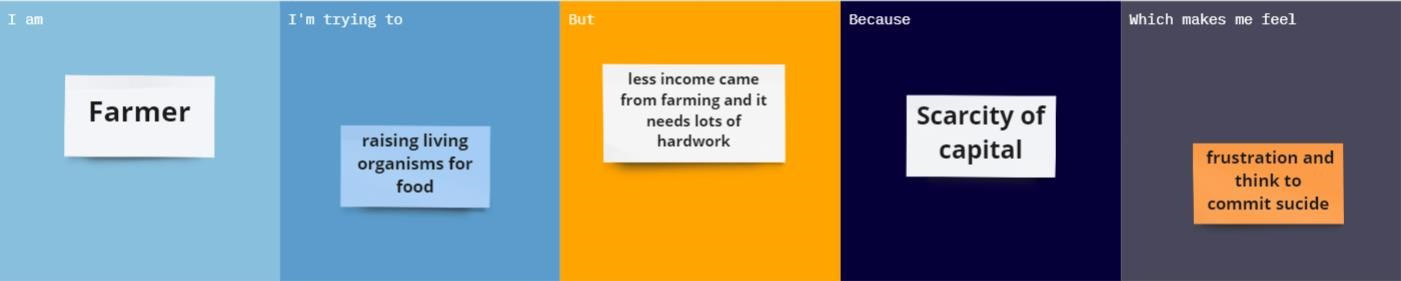 I am
Farmer
I'm trying to
raising living
organisms for
food
But
less income came
from farming and it
needs lots of
hardwork
Because
Scarcity of
capital
Which makes me feel
frustration and
think to
commit sucide